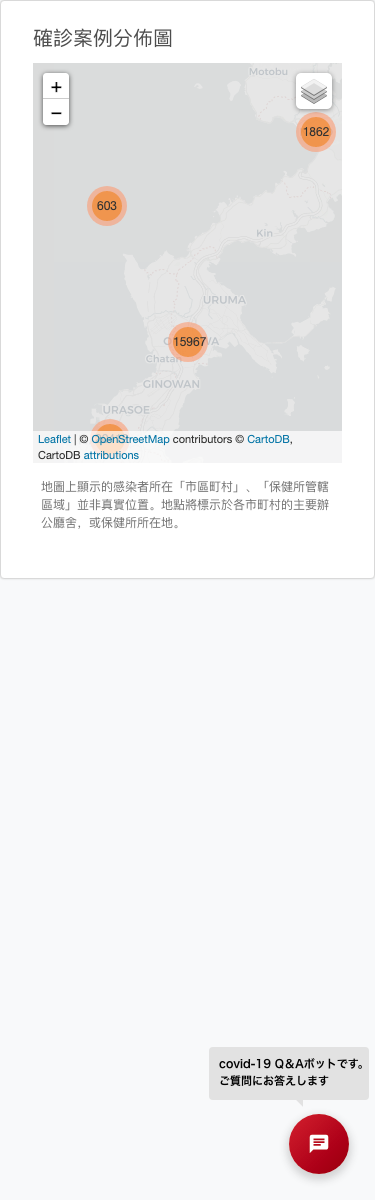 確診案例分佈圖
Motobu
+
−
1862
603
Kin
URUMA
15967
Chatan
GINOWAN
URASOE
Leaflet | © OpenStreetMap contributors © CartoDB,
CartoDB attributions
地圖上顯示的感染者所在「市區町村」、「保健所管轄
區域」並非真實位置。地點將標示於各市町村的主要辦
公廳舍，或保健所所在地。
covid-19 Q&Aボットです。
ご質問にお答えします